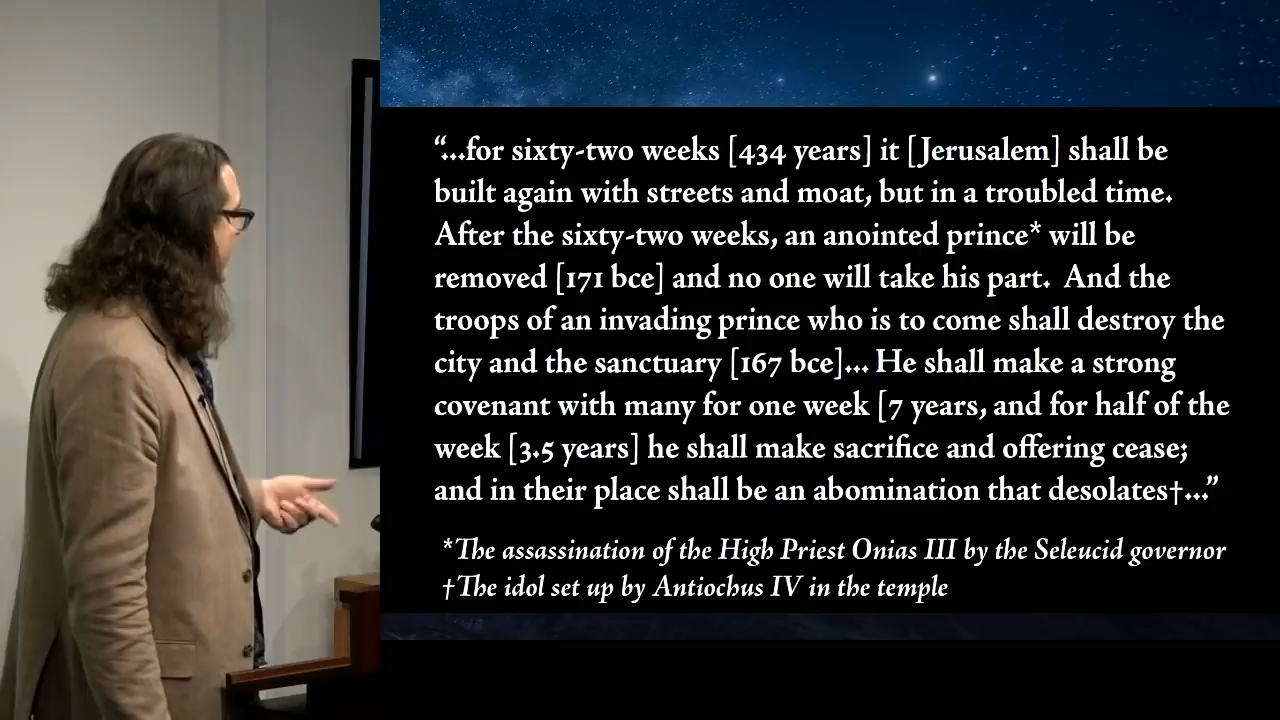 “...for sixty-two weeks [434 years] it [Jerusalem] shall be
built again with streets and moat, but in a troubled time.
After the sixty-two weeks, an anointed prince* will be
removed [171 bce] and no one will take his part.  And the
troops of an invading prince who is to come shall destroy the
city and the sanctuary [167 bce]... He shall make a strong
covenant with many for one week [7 years, and for half of the
week [3.5 years] he shall make sacrifice and offering cease;
and in their place shall be an abomination that desolates†...”
*The assassination of the High Priest Onias III by the Seleucid governor
†The idol set up by Antiochus IV in the temple